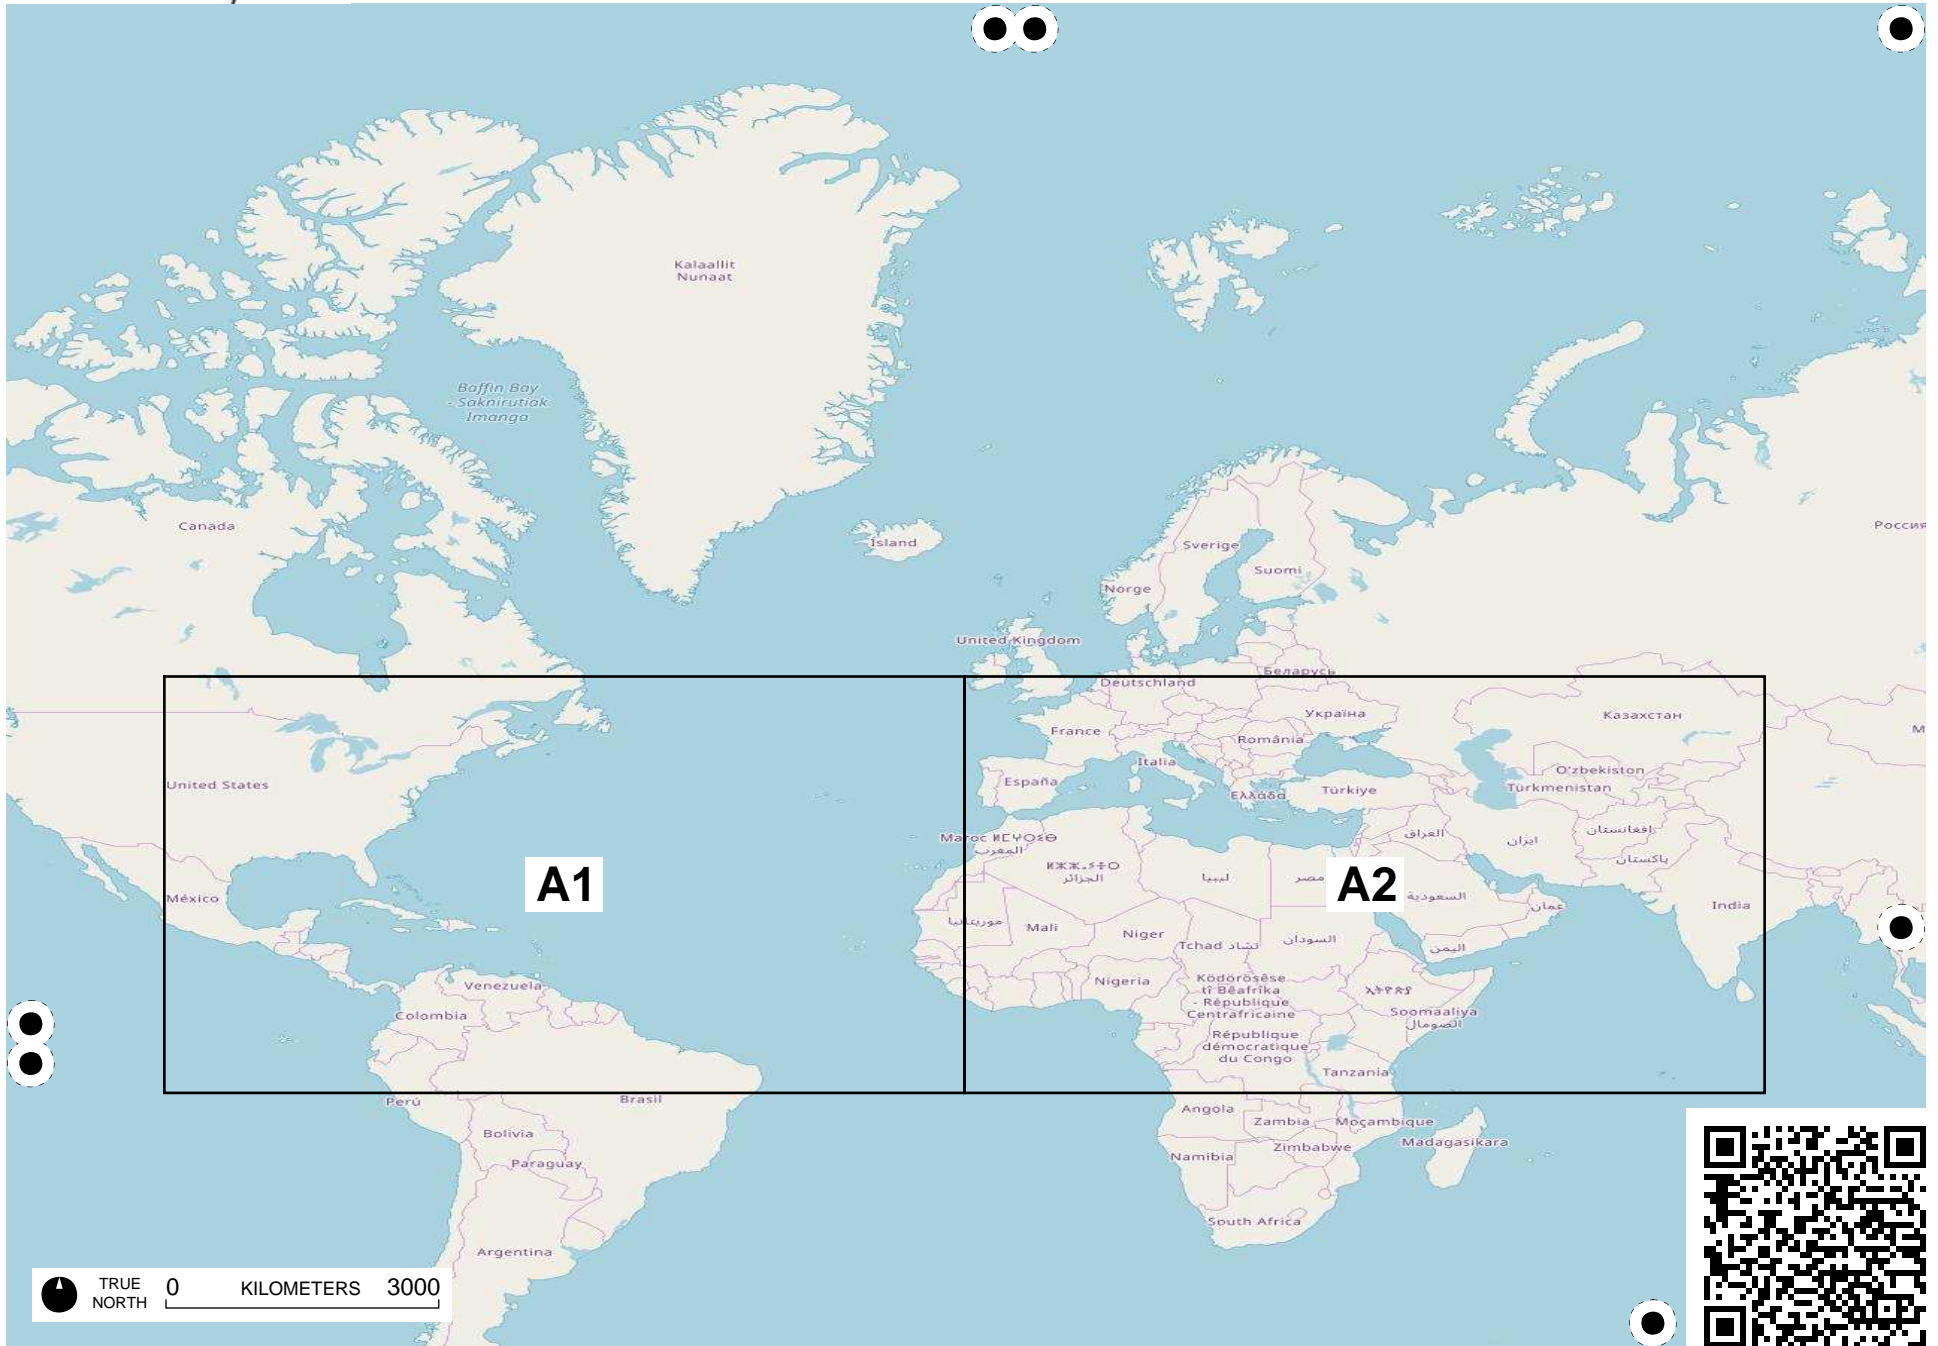 Kalaallit
Nunaat
Baffin Bay
- Saknirutiak
Imanga
Canada
Ísland
Sverige
Suomi
Norge
Россия
United Kingdom
Беларусь
Deutschland
Україна
Казахстан
France
România
Italia
O'zbekiston
Türkmenistan
United States
España
Ελλάδα
Türkiye
افغانستان
العراق
ایران
Maroc ⵍⵎⵖⵔⵉⴱ
المغرب
پاکستان
ⵍⵣⵣⴰⵢⴻⵔ
الجزائر
ليبيا
مصر
A1
A2
السعودية
México
عمان
India
موريتانيا
Mali
Niger
Tchad تشاد
السودان
اليمن
Venezuela
Nigeria
Ködörösêse
tî Bêafrîka
- République
Centrafricaine
ኢትዮጵያ
Colombia
Soomaaliya
الصومال
République
démocratique
du Congo
Tanzania
Perú
Brasil
Angola
Zambia
Moçambique
Bolivia
Madagasikara
Zimbabwe
Namibia
Paraguay
South Africa
Argentina
TRUE
NORTH
0 KILOMETERS 3000